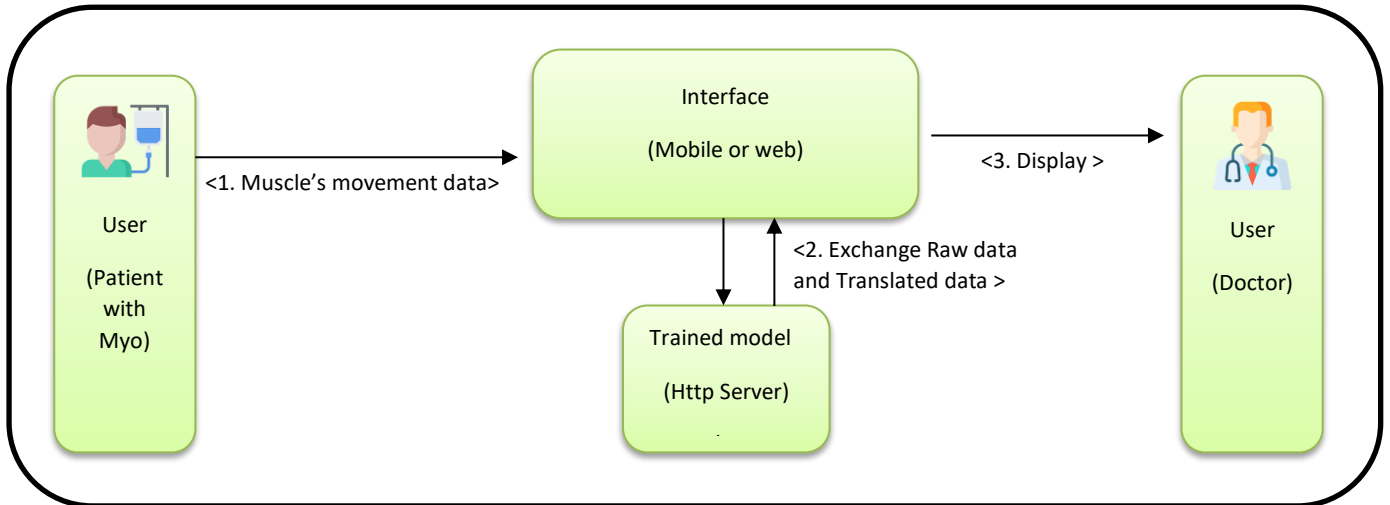 User
(Patient
with
Myo)
<1. Muscle’s movement data>
Interface
(Mobile or web)
<2. Exchange Raw data
and Translated data >
Trained model
(Http Server)
.
<3. Display >
User
(Doctor)